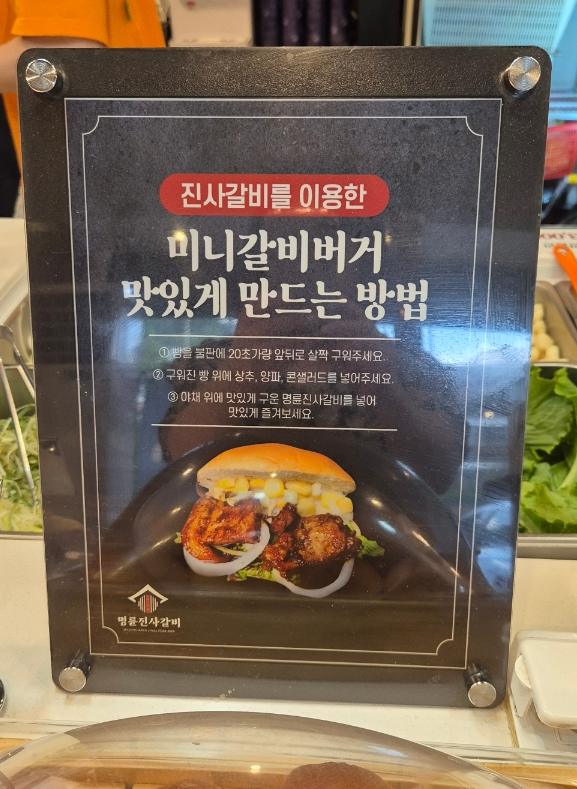 진사갈비를 이용한
미니갈비버거
맛있게 만드는 방법
① 빵을 불판에 20초가량 앞뒤로 살짝 구워주세요.
② 구워진 빵 위에 상추, 양파, 콘샐러드를 넣어주세요.
③ 야채 위에 맛있게 구운 명륜진사갈비를 넣어
맛있게 즐겨보세요.
명륜진사갈비